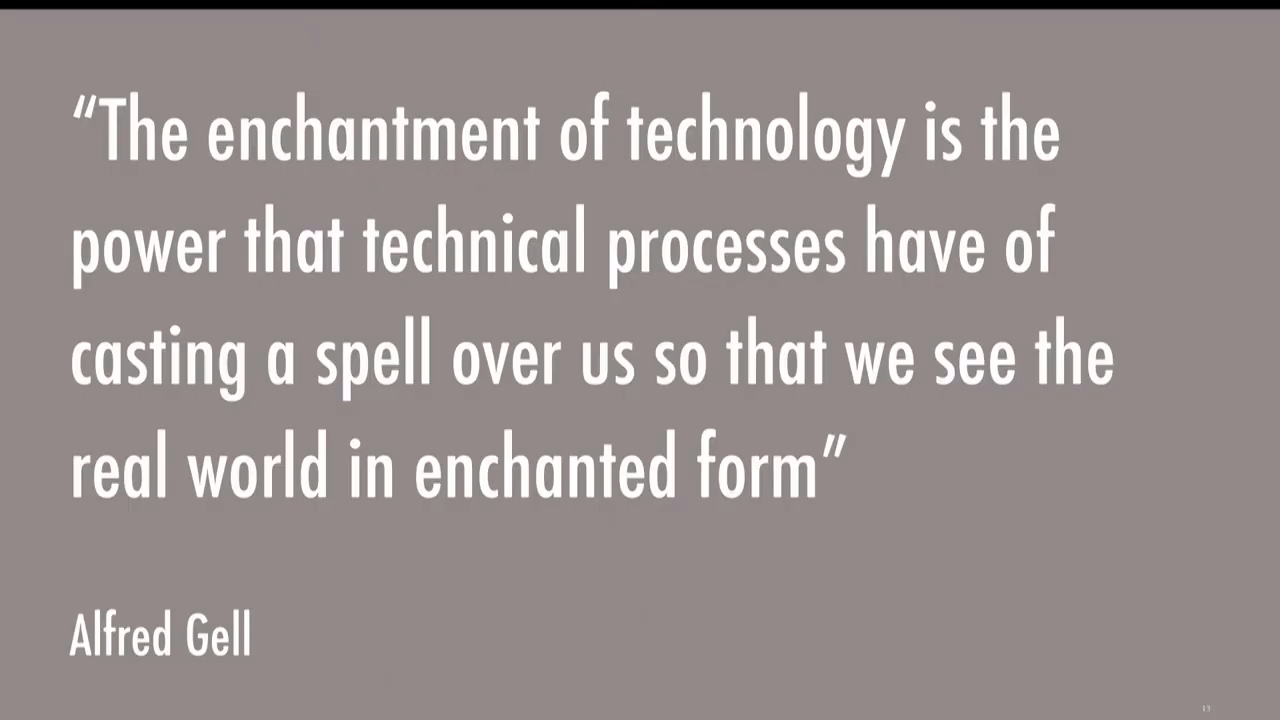 “The enchantment of technology is the
power that technical processes have of
casting a spell over us so that we see the
real world in enchanted form”
Alfred Gell
13